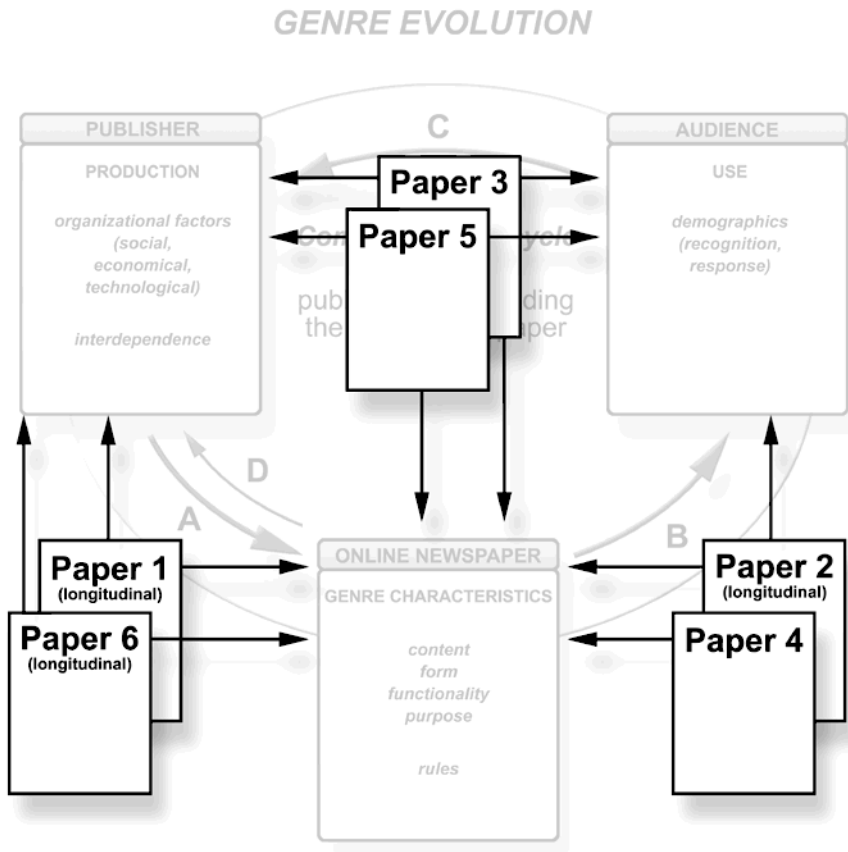 GENRE EVOLUTION
PUBLISHER
PRODUCTION
organizational factors
(social,
economical,
technological)
interdependence
C
AUDIENCE
USE
demographics
(recognition,
response)
Paper 3
Paper 5
D
A
B
Paper 1
(longitudinal)
Paper 6
(longitudinal)
ONLINE NEWSPAPER
GENRE CHARACTERISTICS
content
form
functionality
purpose
rules
Paper 2
(longitudinal)
Paper 4